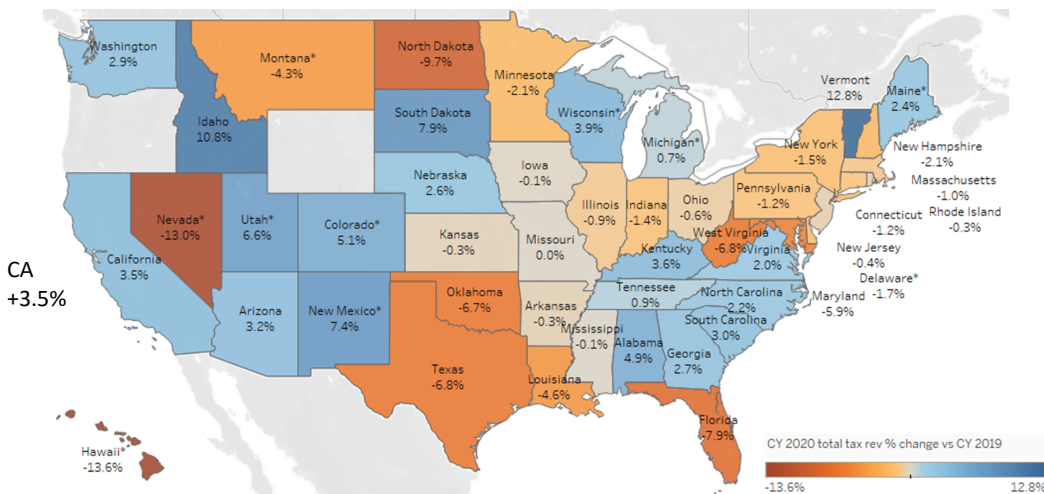 Washington
2.9%
Montana*
-4.3%
North Dakota
-9.7%
Minnesota
-2.1%
Vermont
12.8%
Maine*
2.4%
Idaho
10.8%
South Dakota
7.9%
Wisconsin*
3.9%
Michigan*
0.7%
New York
-1.5%
New Hampshire
-2.1%
Massachusetts
-1.0%
Nebraska
2.6%
Iowa
-0.1%
Illinois
-0.9%
Indiana
-1.4%
Ohio
-0.6%
Pennsylvania
-1.2%
Connecticut
-1.2%
Rhode Island
-0.3%
Nevada*
-13.0%
Utah*
6.6%
Colorado*
5.1%
Kansas
-0.3%
Missouri
0.0%
West Virginia
-6.8%
Kentucky
3.6%
Virginia
2.0%
New Jersey
-0.4%
Delaware*
-1.7%
Maryland
-5.9%
CA
+3.5%
California
3.5%
Arizona
3.2%
New Mexico*
7.4%
Oklahoma
-6.7%
Arkansas
-0.3%
Tennessee
0.9%
North Carolina
2.2%
South Carolina
3.0%
Mississippi
-0.1%
Alabama
4.9%
Georgia
2.7%
Texas
-6.8%
Louisiana
-4.6%
Florida
-7.9%
Hawaii*
-13.6%
CY 2020 total tax rev % change vs CY 2019
-13.6%
12.8%